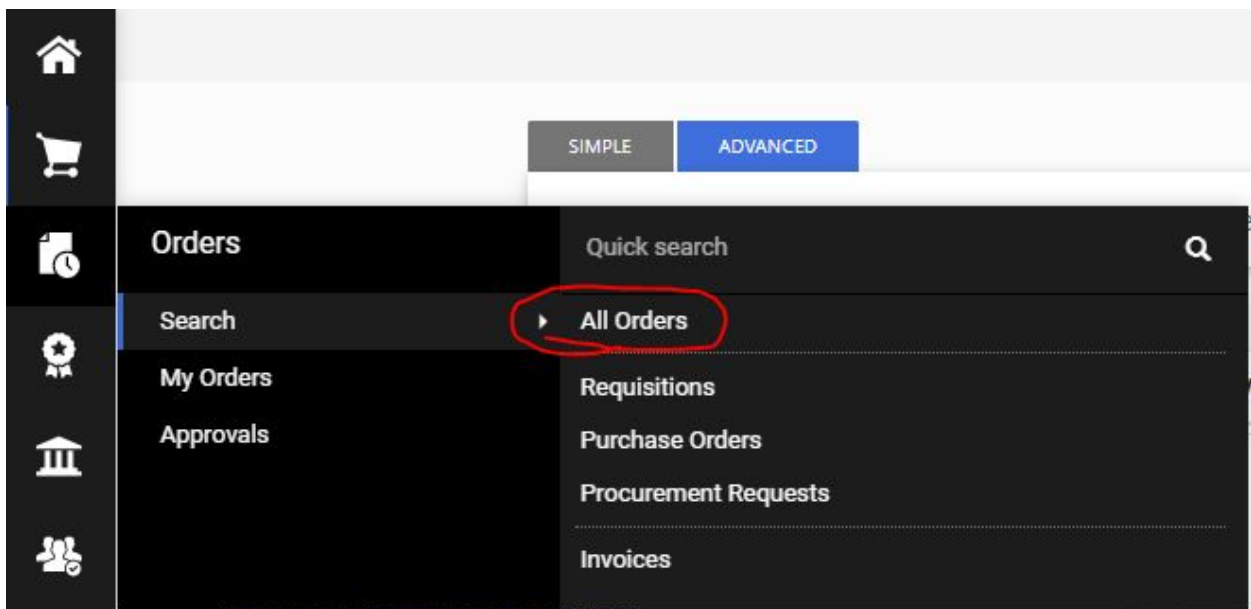 SIMPLE
ADVANCED
Orders
Quick search
Search
All Orders
My Orders
Requisitions
Approvals
Purchase Orders
Procurement Requests
Invoices